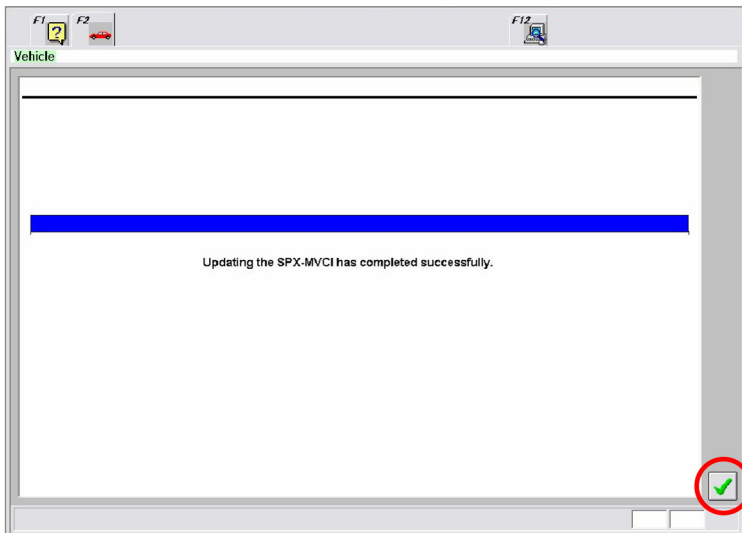 F1 F2 F12
?
Vehicle
Updating the SPX-MVCI has completed successfully.